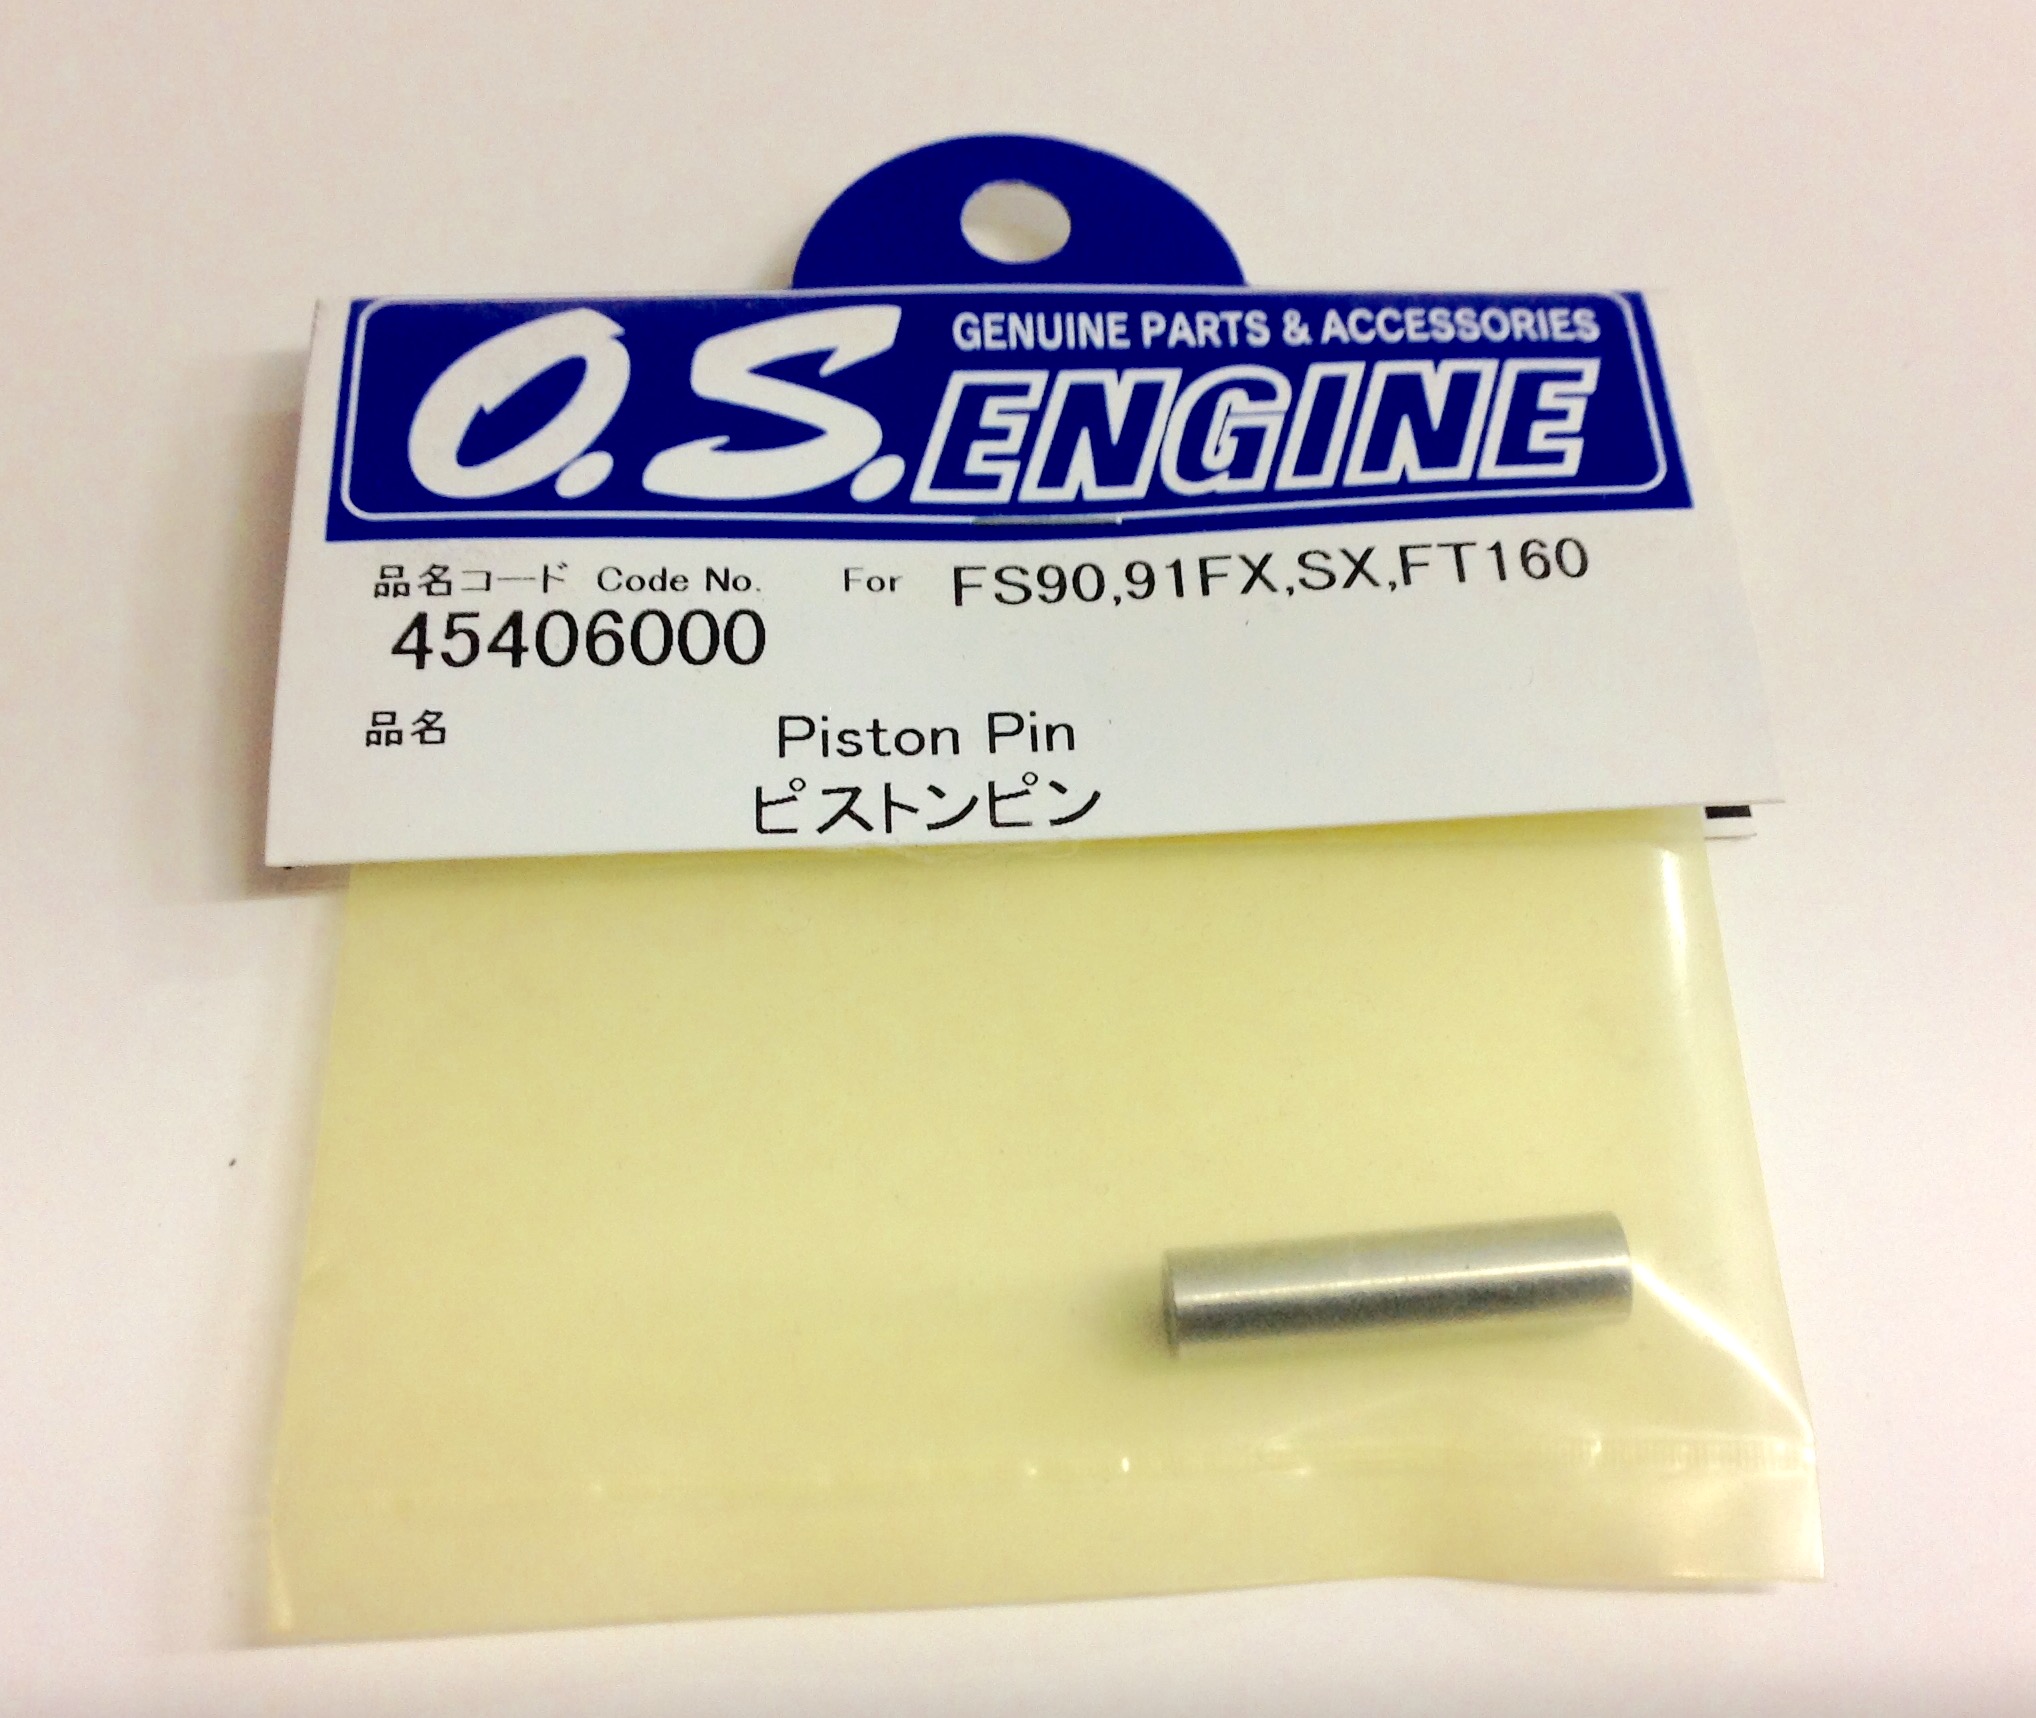 GENUINE PARTS & ACCESSORIES
O.S.ENGINE
品名コード Code No. For FS90,91FX,SX,FT160
45406000
品名 Piston Pin
ピストンピン